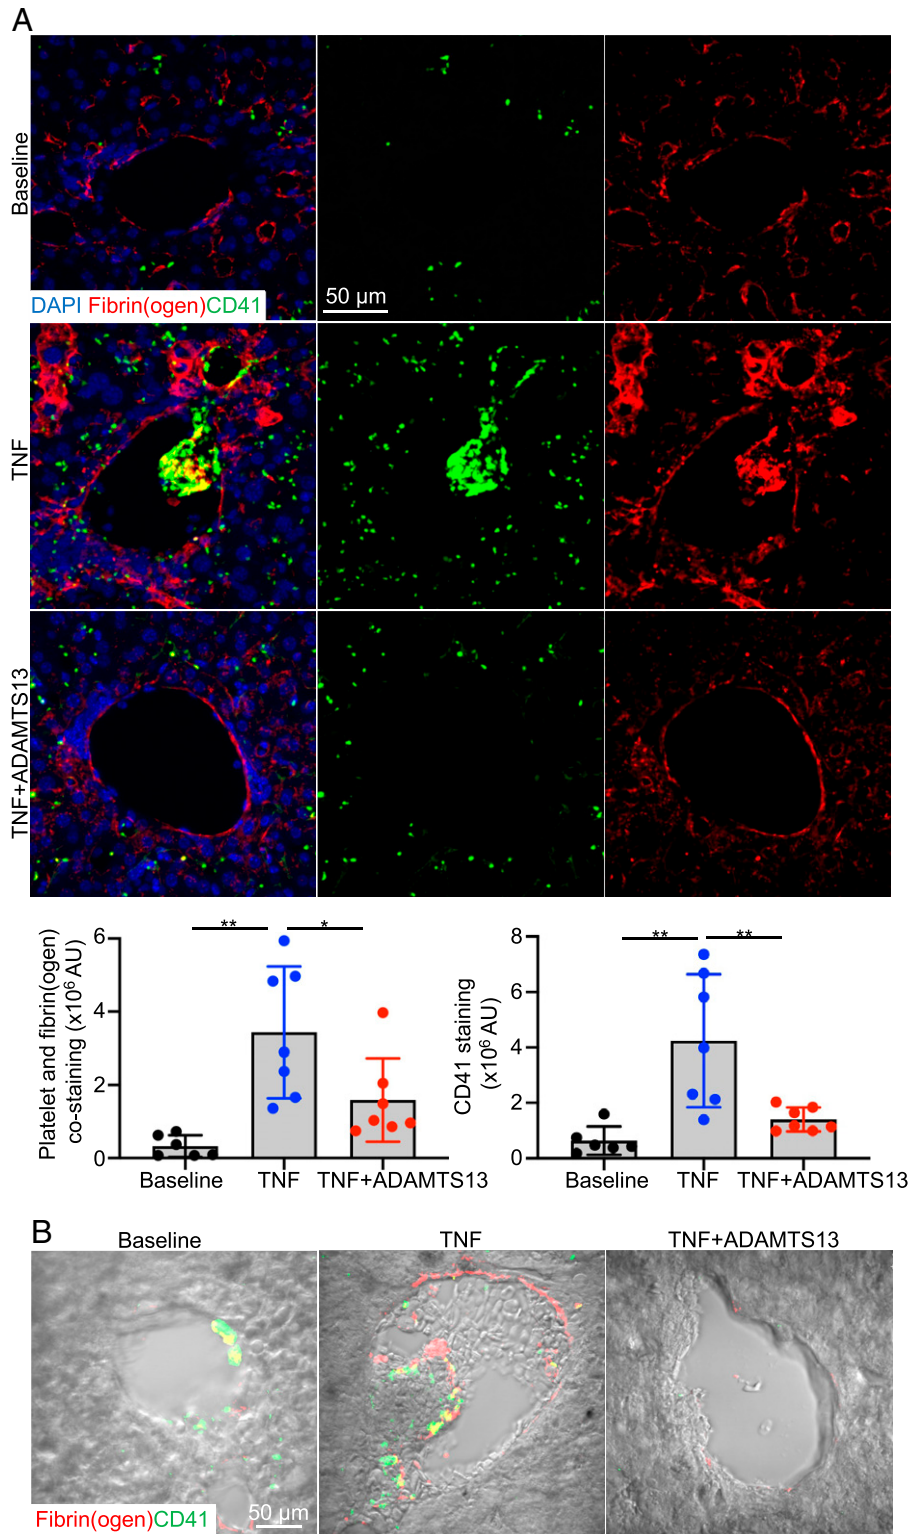 A
Baseline
DAPI Fibrin(ogen)CD41
50 µm
TNF
TNF+ADAMTS13
Platelet and fibrin(ogen)
co-staining (x10⁶ AU)
6
4
2
0
** *
Baseline TNF TNF+ADAMTS13
CD41 staining
(x10⁶ AU)
8
6
4
2
0
** **
Baseline TNF TNF+ADAMTS13
B
Baseline TNF TNF+ADAMTS13
Fibrin(ogen)CD41
50 µm